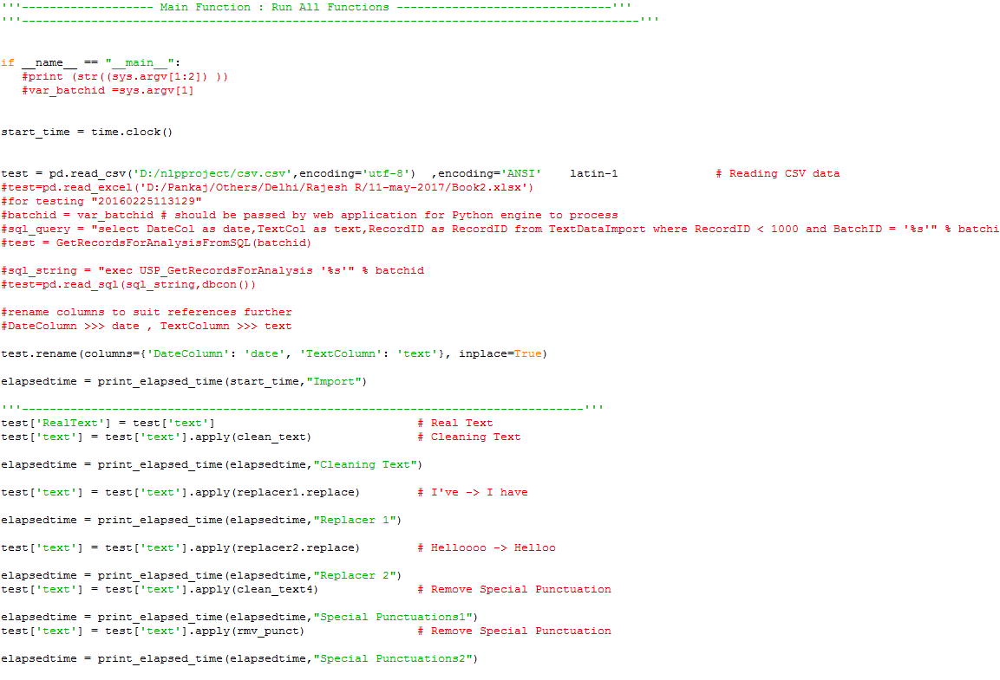 '''------------------- Main Function : Run All Functions -------------------------------'''
'''-----------------------------------------------------------------------------------------'''
if __name__ == "__main__":
#print (str((sys.argv[1:2]) ))
#var_batchid =sys.argv[1]
start_time = time.clock()
test = pd.read_csv('D:/nlpproject/csv.csv',encoding='utf-8') ,encoding='ANSI' latin-1 # Reading CSV data
#test=pd.read_excel('D:/Pankaj/Others/Delhi/Rajesh R/11-may-2017/Book2.xlsx')
#for testing "20160225113129"
#batchid = var_batchid # should be passed by web application for Python engine to process
#sql_query = "select DateCol as date,TextCol as text,RecordID as RecordID from TextDataImport where RecordID < 1000 and BatchID = '%s'" % batchi
#test = GetRecordsForAnalysisFromSQL(batchid)
#sql_string = "exec USP_GetRecordsForAnalysis '%s'" % batchid
#test=pd.read_sql(sql_string,dbcon())
#rename columns to suit references further
#DateColumn >>> date , TextColumn >>> text
test.rename(columns={'DateColumn': 'date', 'TextColumn': 'text'}, inplace=True)
elapsedtime = print_elapsed_time(start_time,"Import")
'''---------------------------------------------------------------------------------'''
test['RealText'] = test['text'] # Real Text
test['text'] = test['text'].apply(clean_text) # Cleaning Text
elapsedtime = print_elapsed_time(elapsedtime,"Cleaning Text")
test['text'] = test['text'].apply(replacer1.replace) # I've -> I have
elapsedtime = print_elapsed_time(elapsedtime,"Replacer 1")
test['text'] = test['text'].apply(replacer2.replace) # Helloooo -> Helloo
elapsedtime = print_elapsed_time(elapsedtime,"Replacer 2")
test['text'] = test['text'].apply(clean_text4) # Remove Special Punctuation
elapsedtime = print_elapsed_time(elapsedtime,"Special Punctuations1")
test['text'] = test['text'].apply(rmv_punct) # Remove Special Punctuation
elapsedtime = print_elapsed_time(elapsedtime,"Special Punctuations2")